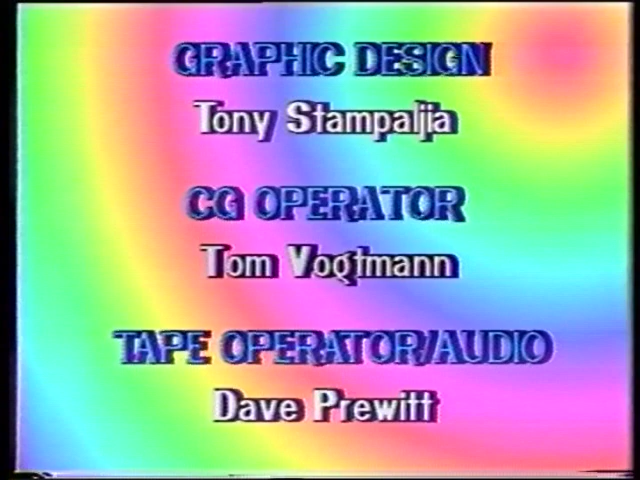 GRAPHIC DESIGN
Tony Stampaljia
CG OPERATOR
Tom Vogtmann
TAPE OPERATOR/AUDIO
Dave Prewitt